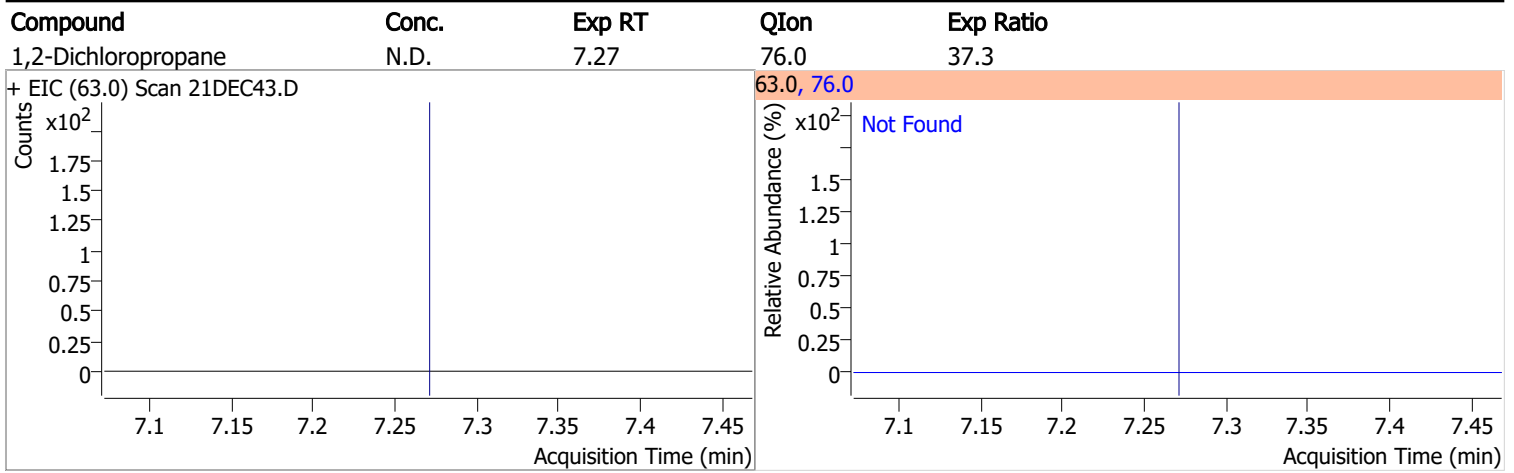 Compound Conc. Exp RT QIon Exp Ratio
1,2-Dichloropropane N.D. 7.27 76.0 37.3
+ EIC (63.0) Scan 21DEC43.D
Counts
x10²
1.75
1.5
1.25
1
0.75
0.5
0.25
0
7.1 7.15 7.2 7.25 7.3 7.35 7.4 7.45
Acquisition Time (min)
63.0, 76.0
Relative Abundance (%)
x10²
Not Found
1.5
1.25
1
0.75
0.5
0.25
0
7.1 7.15 7.2 7.25 7.3 7.35 7.4 7.45
Acquisition Time (min)